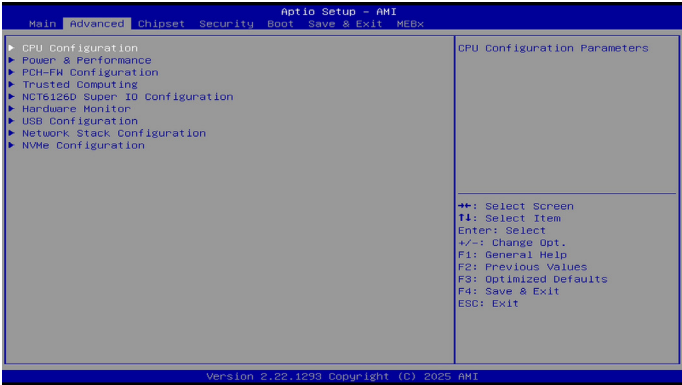 Aptio Setup – AMI
Main Advanced Chipset Security Boot Save & Exit MEBx
▶ CPU Configuration
▶ Power & Performance
▶ PCH-FW Configuration
▶ Trusted Computing
▶ NCT6126D Super IO Configuration
▶ Hardware Monitor
▶ USB Configuration
▶ Network Stack Configuration
▶ NVMe Configuration
CPU Configuration Parameters
→←: Select Screen
↑↓: Select Item
Enter: Select
+/-: Change Opt.
F1: General Help
F2: Previous Values
F3: Optimized Defaults
F4: Save & Exit
ESC: Exit
Version 2.22.1293 Copyright (C) 2025 AMI